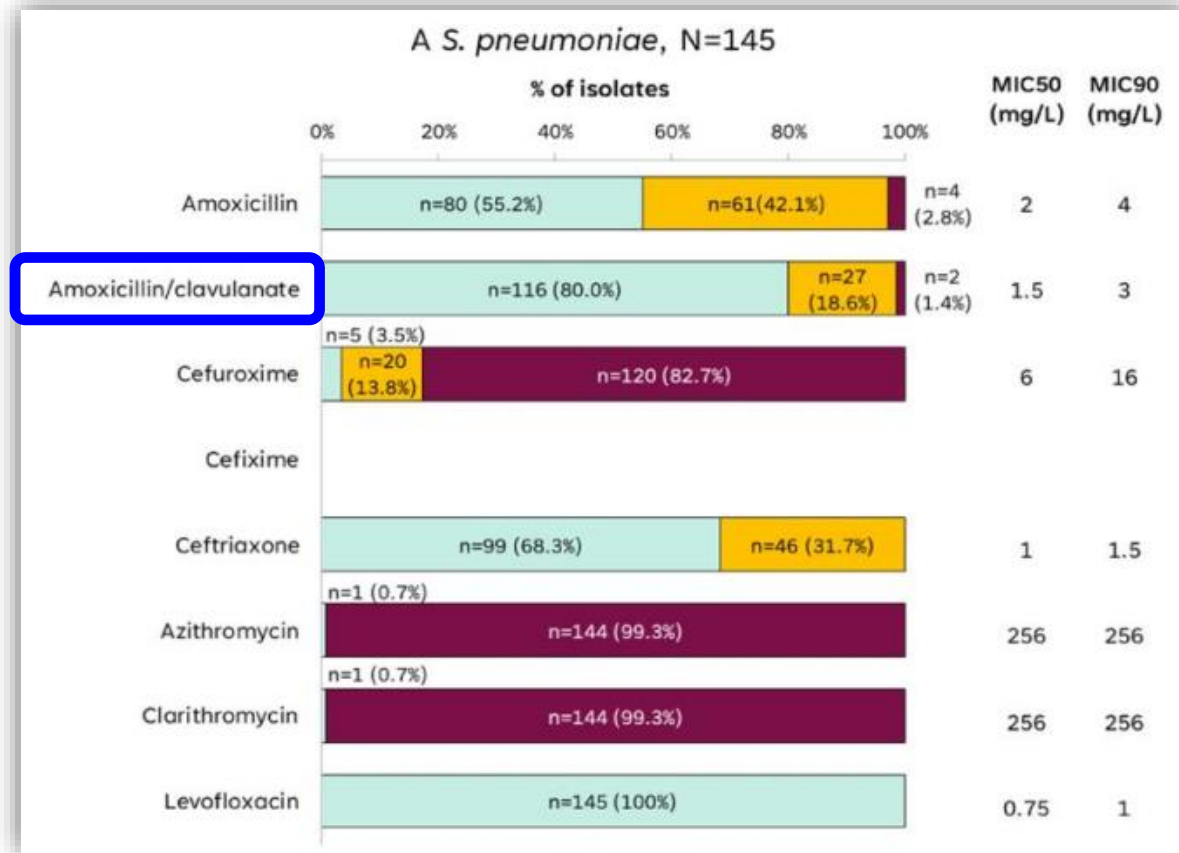 A S. pneumoniae, N=145
% of isolates
MIC50 (mg/L)
MIC90 (mg/L)
0% 20% 40% 60% 80% 100%
Amoxicillin n=80 (55.2%) n=61(42.1%) n=4 (2.8%) 2 4
Amoxicillin/clavulanate n=116 (80.0%) n=27 (18.6%) n=2 (1.4%) 1.5 3
n=5 (3.5%)
Cefuroxime n=20 (13.8%) n=120 (82.7%) 6 16
Cefixime
Ceftriaxone n=99 (68.3%) n=46 (31.7%) 1 1.5
n=1 (0.7%)
Azithromycin n=144 (99.3%) 256 256
n=1 (0.7%)
Clarithromycin n=144 (99.3%) 256 256
Levofloxacin n=145 (100%) 0.75 1